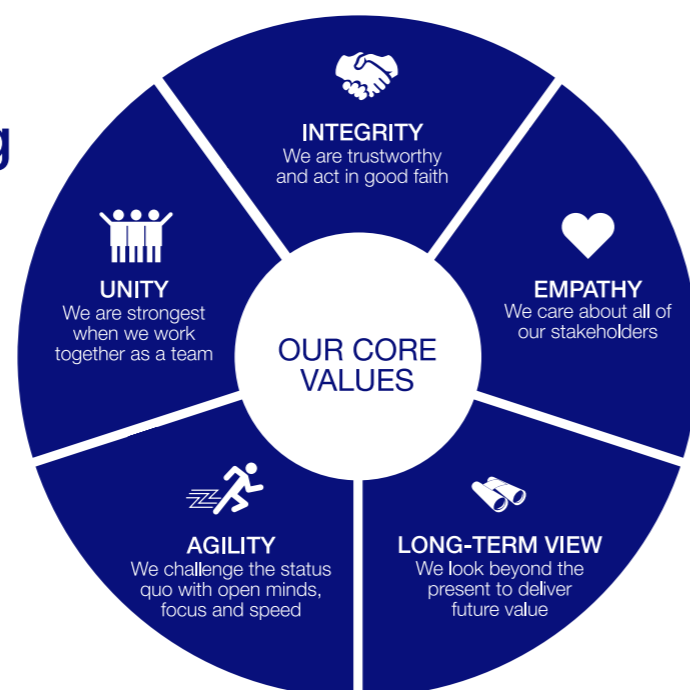 g
INTEGRITY
We are trustworthy
and act in good faith
EMPATHY
We care about all of
our stakeholders
LONG-TERM VIEW
We look beyond the
present to deliver
future value
AGILITY
We challenge the status
quo with open minds,
focus and speed
UNITY
We are strongest
when we work
together as a team
OUR CORE
VALUES